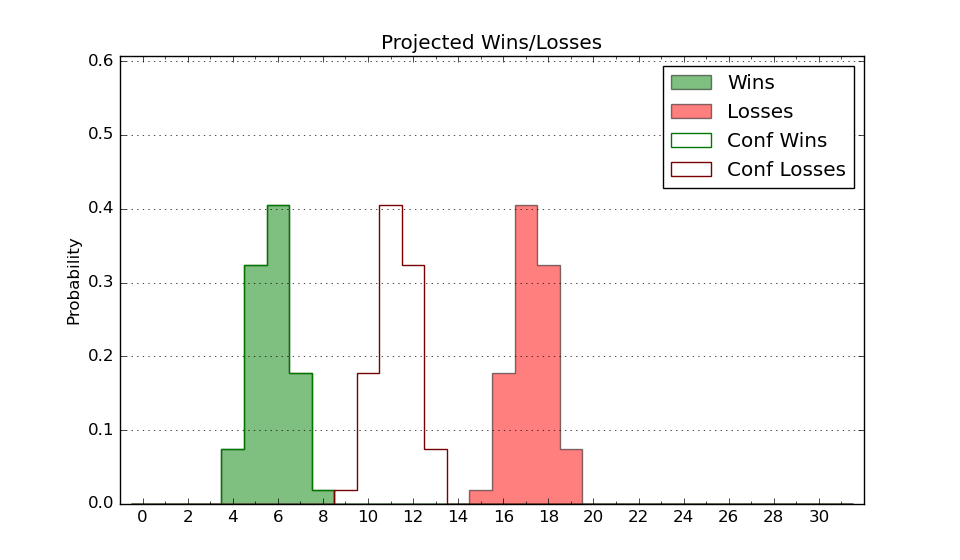 Projected Wins/Losses
0.6
0.5
0.4
0.3
0.2
0.1
0.0
Probability
Wins
Losses
Conf Wins
Conf Losses
0 2 4 6 8 10 12 14 16 18 20 22 24 26 28 30